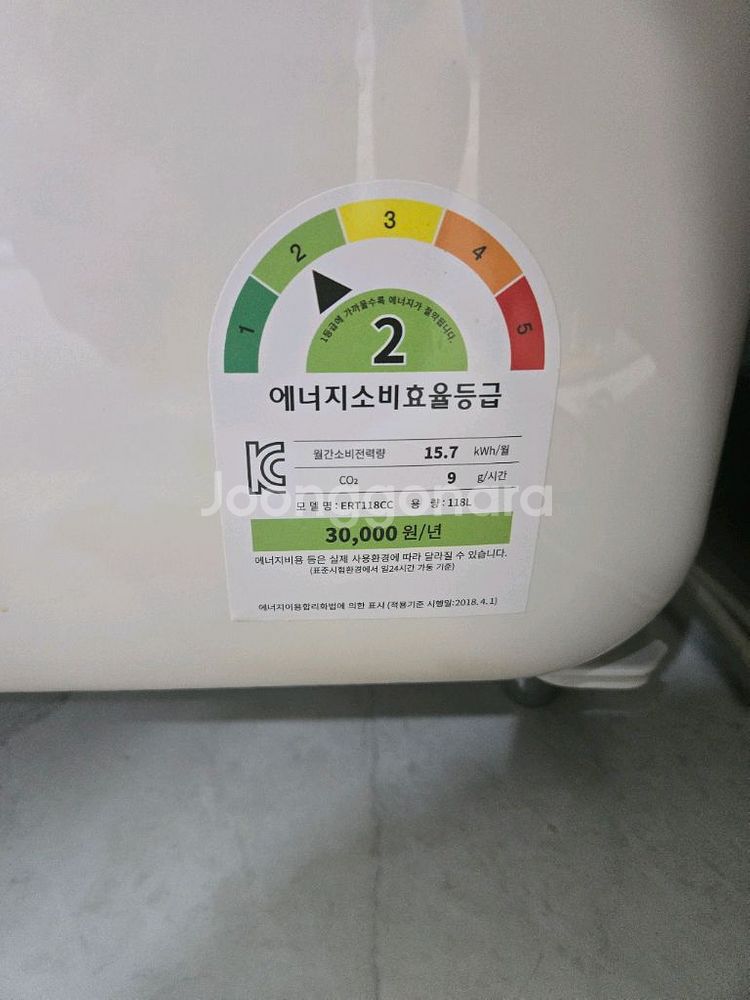 1 2 3 4 5
1등급에 가까울수록 에너지가 절약됩니다.
2
에너지소비효율등급
월간소비전력량 15.7 kWh/월
CO₂ 9 g/시간
모 델 명 : ERT118CC 용 량 : 118L
Joonggonara
30,000 원/년
에너지비용 등은 실제 사용환경에 따라 달라질 수 있습니다.
(표준시험환경에서 일24시간 가동 기준)
에너지이용합리화법에 의한 표시 (적용기준 시행일:2018. 4. 1)